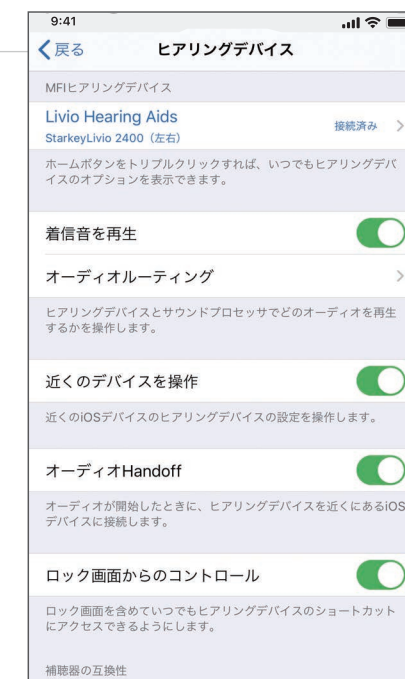 9:41
戻る
ヒアリングデバイス
MFIヒアリングデバイス
Livio Hearing Aids
StarkeyLivio 2400（左右）
接続済み
ホームボタンをトリプルクリックすれば、いつでもヒアリングデバ
イスのオプションを表示できます。
着信音を再生
オーディオルーティング
ヒアリングデバイスとサウンドプロセッサでどのオーディオを再生
するかを操作します。
近くのデバイスを操作
近くのiOSデバイスのヒアリングデバイスの設定を操作します。
オーディオHandoff
オーディオが開始したときに、ヒアリングデバイスを近くにあるiOS
デバイスに接続します。
ロック画面からのコントロール
ロック画面を含めていつでもヒアリングデバイスのショートカット
にアクセスできるようにします。
補聴器の互換性